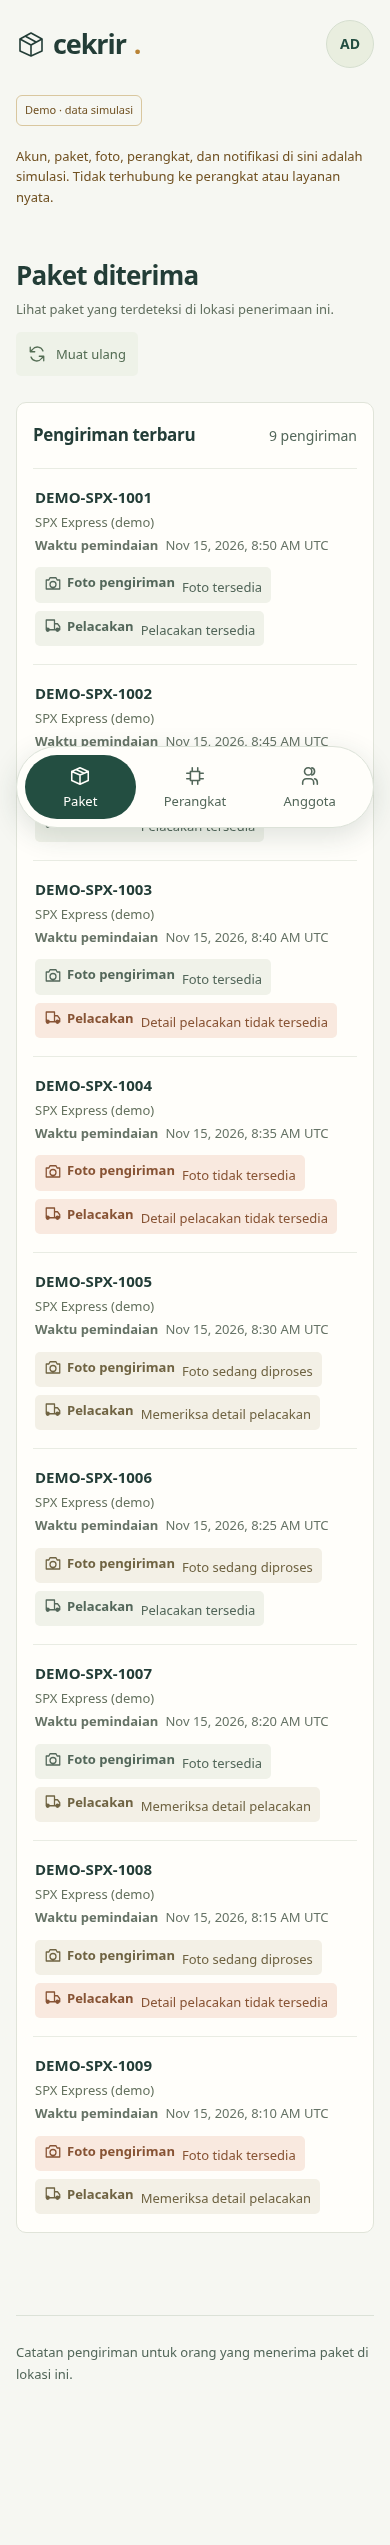 cekrir.
AD
Demo · data simulasi
Akun, paket, foto, perangkat, dan notifikasi di sini adalah
simulasi. Tidak terhubung ke perangkat atau layanan
nyata.
Paket diterima
Lihat paket yang terdeteksi di lokasi penerimaan ini.
Muat ulang
Pengiriman terbaru 9 pengiriman
DEMO-SPX-1001
SPX Express (demo)
Waktu pemindaian Nov 15, 2026, 8:50 AM UTC
Foto pengiriman Foto tersedia
Pelacakan Pelacakan tersedia
DEMO-SPX-1002
SPX Express (demo)
Waktu pemindaian Nov 15, 2026, 8:45 AM UTC
Paket Perangkat Anggota
Pelacakan tersedia
DEMO-SPX-1003
SPX Express (demo)
Waktu pemindaian Nov 15, 2026, 8:40 AM UTC
Foto pengiriman Foto tersedia
Pelacakan Detail pelacakan tidak tersedia
DEMO-SPX-1004
SPX Express (demo)
Waktu pemindaian Nov 15, 2026, 8:35 AM UTC
Foto pengiriman Foto tidak tersedia
Pelacakan Detail pelacakan tidak tersedia
DEMO-SPX-1005
SPX Express (demo)
Waktu pemindaian Nov 15, 2026, 8:30 AM UTC
Foto pengiriman Foto sedang diproses
Pelacakan Memeriksa detail pelacakan
DEMO-SPX-1006
SPX Express (demo)
Waktu pemindaian Nov 15, 2026, 8:25 AM UTC
Foto pengiriman Foto sedang diproses
Pelacakan Pelacakan tersedia
DEMO-SPX-1007
SPX Express (demo)
Waktu pemindaian Nov 15, 2026, 8:20 AM UTC
Foto pengiriman Foto tersedia
Pelacakan Memeriksa detail pelacakan
DEMO-SPX-1008
SPX Express (demo)
Waktu pemindaian Nov 15, 2026, 8:15 AM UTC
Foto pengiriman Foto sedang diproses
Pelacakan Detail pelacakan tidak tersedia
DEMO-SPX-1009
SPX Express (demo)
Waktu pemindaian Nov 15, 2026, 8:10 AM UTC
Foto pengiriman Foto tidak tersedia
Pelacakan Memeriksa detail pelacakan
Catatan pengiriman untuk orang yang menerima paket di
lokasi ini.